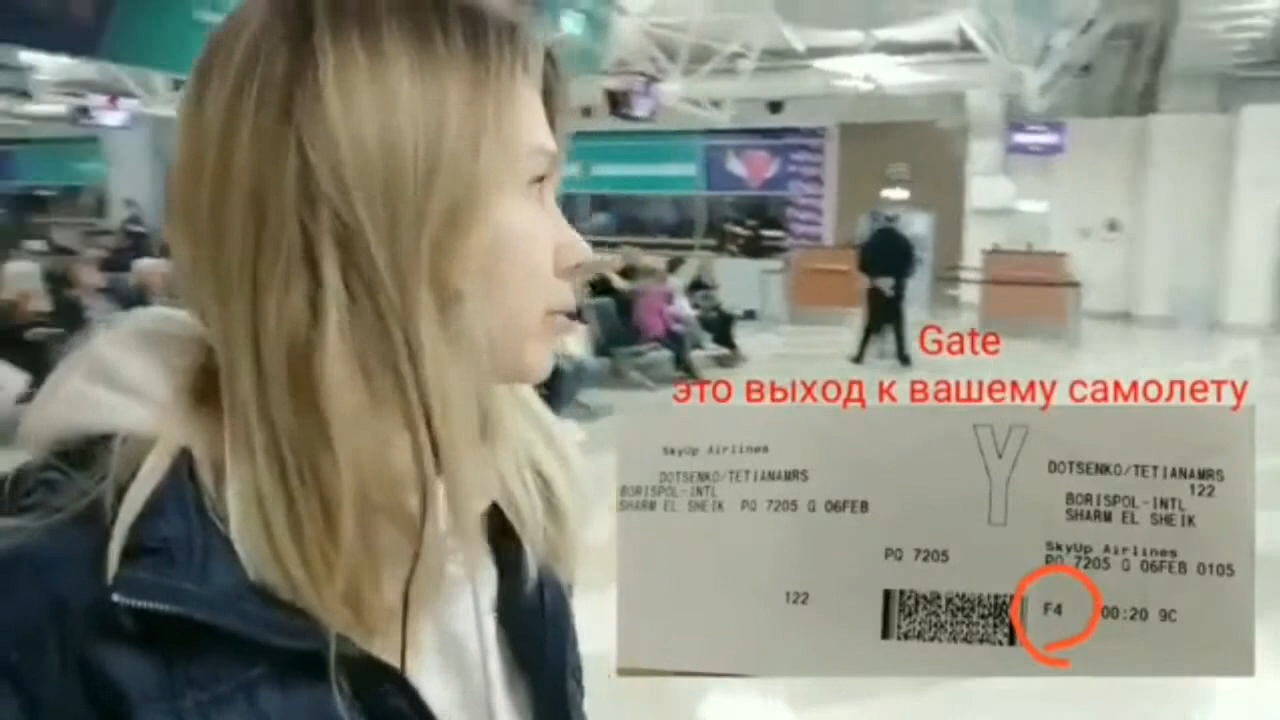 Gate
это выход к вашему самолету
SkyUp Airlines
DOTSENKO/TETIANAMRS
BORISPOL-INTL
SHARM EL SHEIK PQ 7205 G 06FEB
PQ 7205
122
Y
DOTSENKO/TETIANAMRS
122
BORISPOL-INTL
SHARM EL SHEIK
SkyUp Airlines
PQ 7205 G 06FEB 0105
F4 00:20 9C